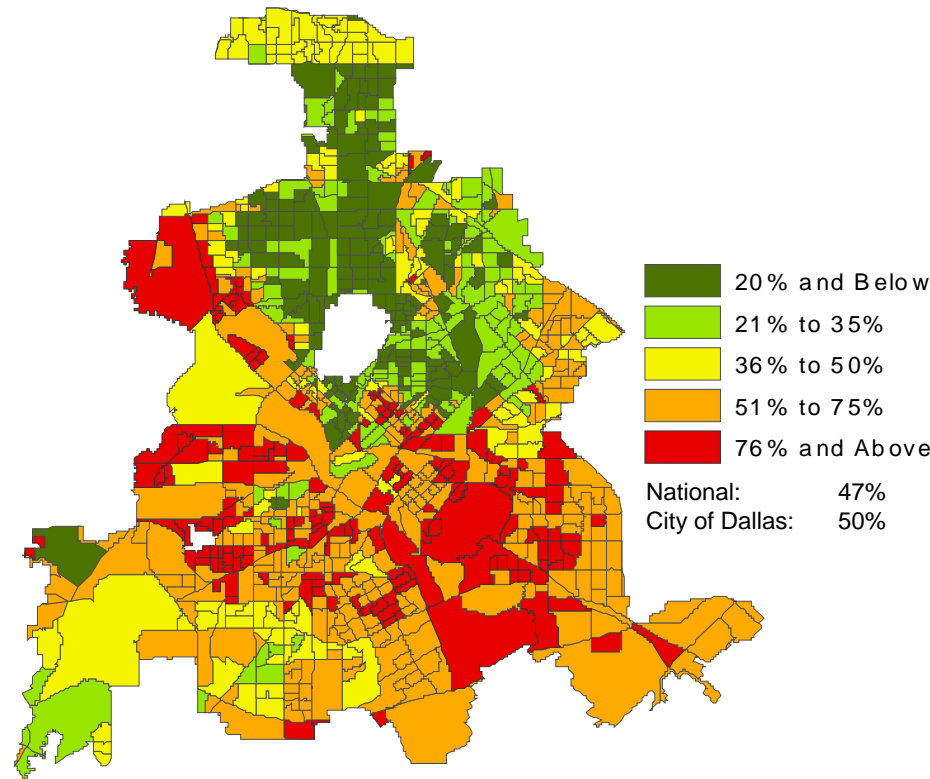 20% and Below
21% to 35%
36% to 50%
51% to 75%
76% and Above
National: 47%
City of Dallas: 50%